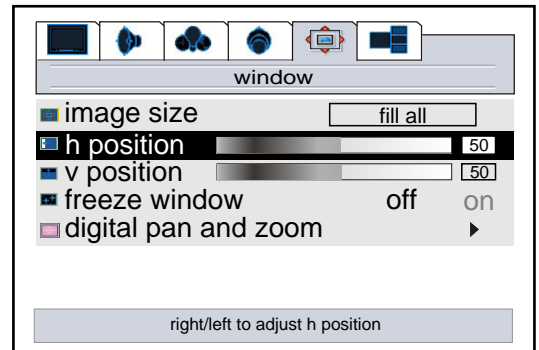 window
image size fill all
h position 50
v position 50
freeze window off on
digital pan and zoom
right/left to adjust h position